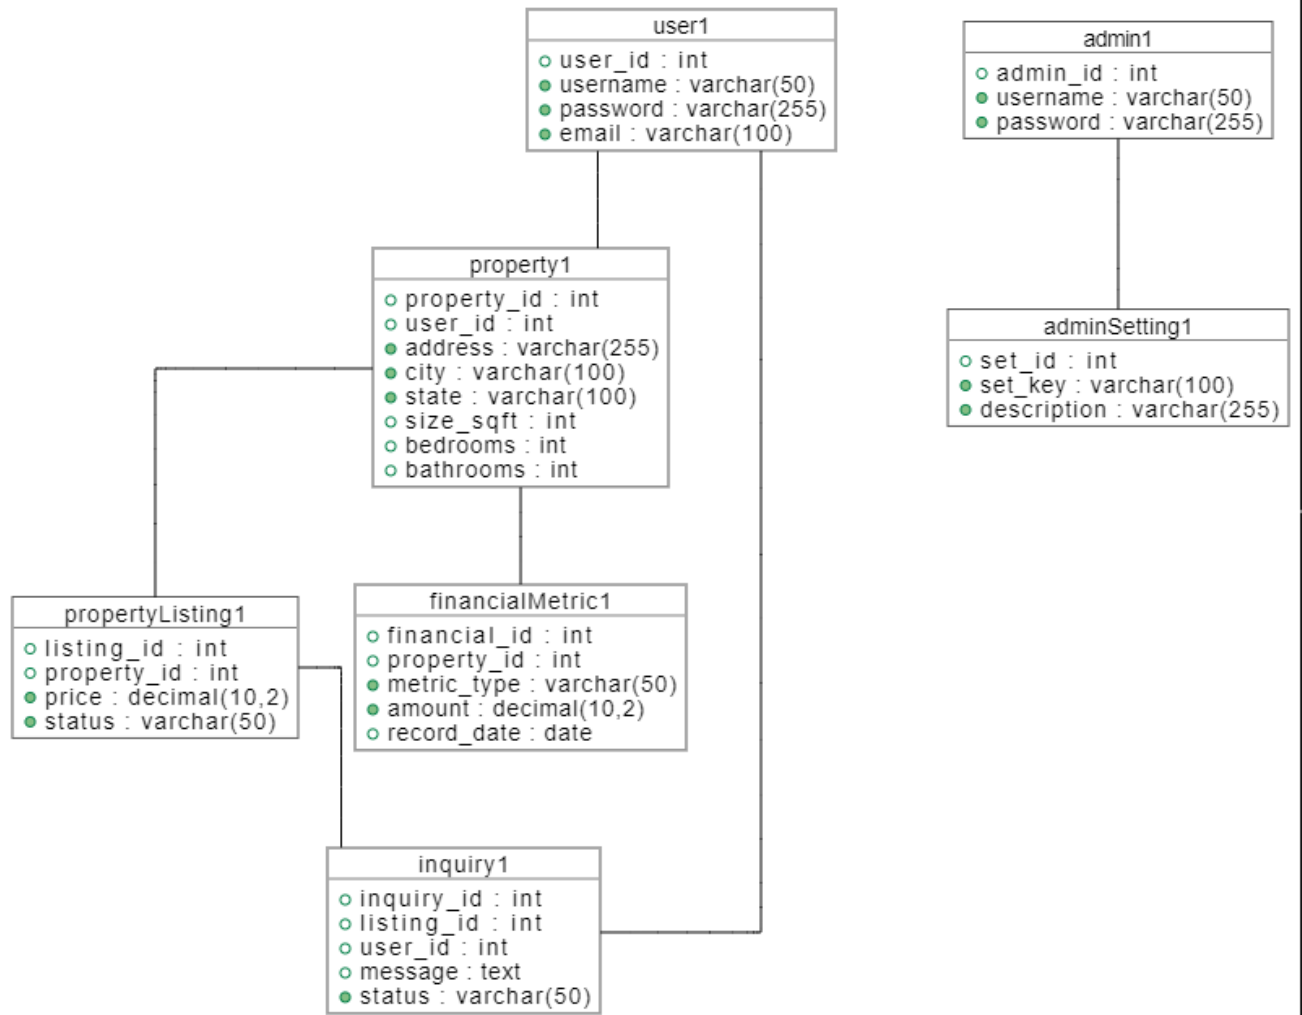 user1
user_id : int
username : varchar(50)
password : varchar(255)
email : varchar(100)
admin1
admin_id : int
username : varchar(50)
password : varchar(255)
property1
property_id : int
user_id : int
address : varchar(255)
city : varchar(100)
state : varchar(100)
size_sqft : int
bedrooms : int
bathrooms : int
adminSetting1
set_id : int
set_key : varchar(100)
description : varchar(255)
propertyListing1
listing_id : int
property_id : int
price : decimal(10,2)
status : varchar(50)
financialMetric1
financial_id : int
property_id : int
metric_type : varchar(50)
amount : decimal(10,2)
record_date : date
inquiry1
inquiry_id : int
listing_id : int
user_id : int
message : text
status : varchar(50)